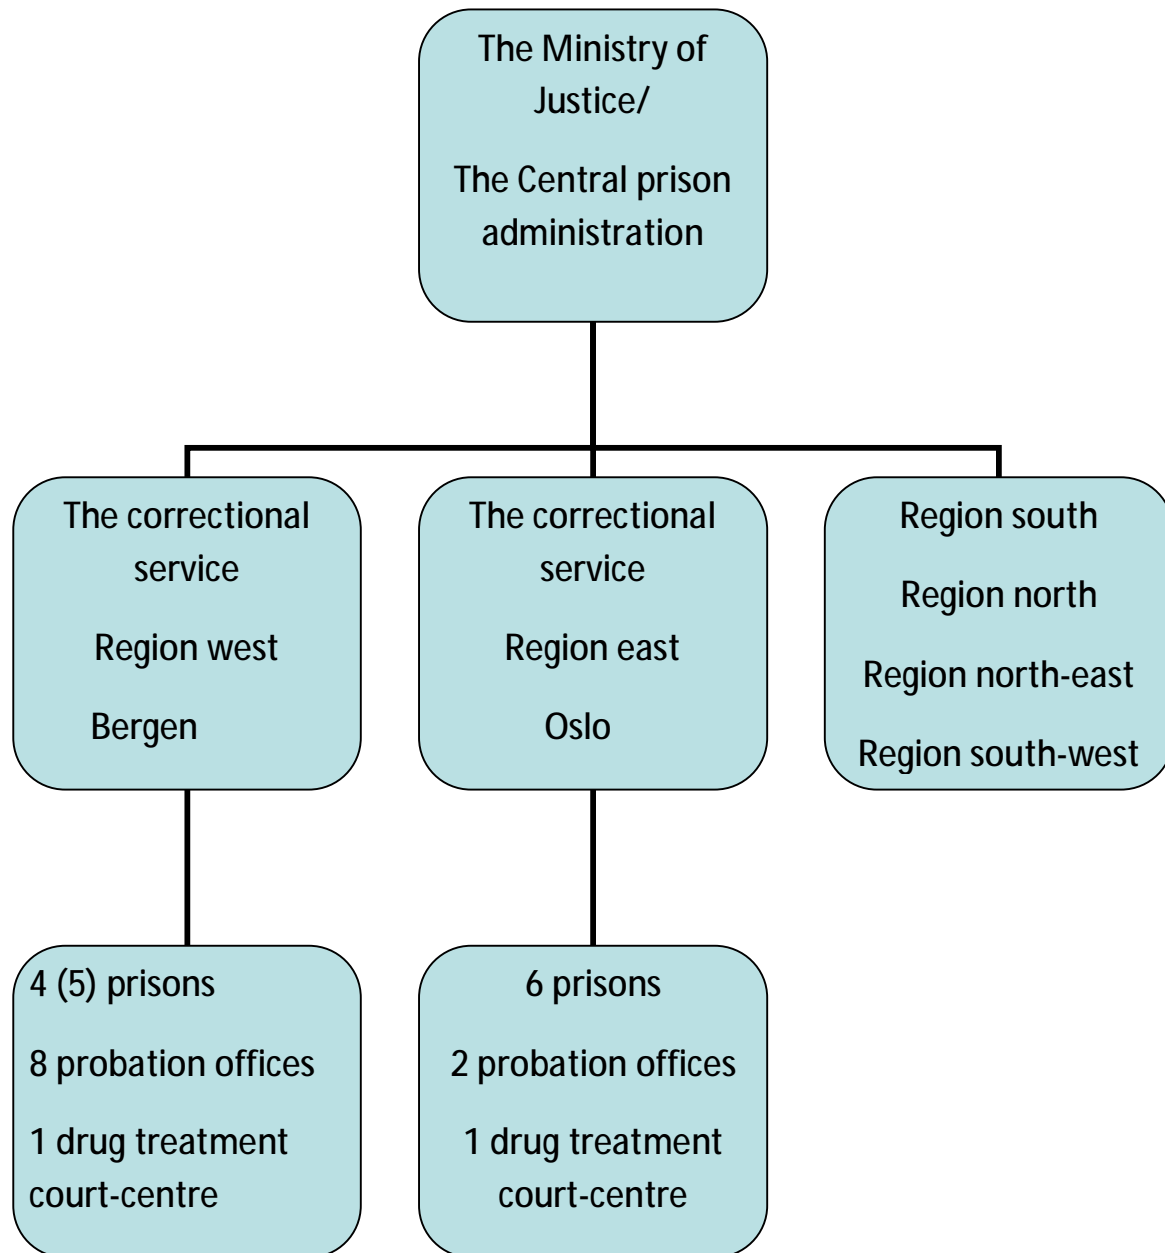 The Ministry of
Justice/
The Central prison
administration
The correctional
service
Region west
Bergen
The correctional
service
Region east
Oslo
Region south
Region north
Region north-east
Region south-west
4 (5) prisons
8 probation offices
1 drug treatment
court-centre
6 prisons
2 probation offices
1 drug treatment
court-centre